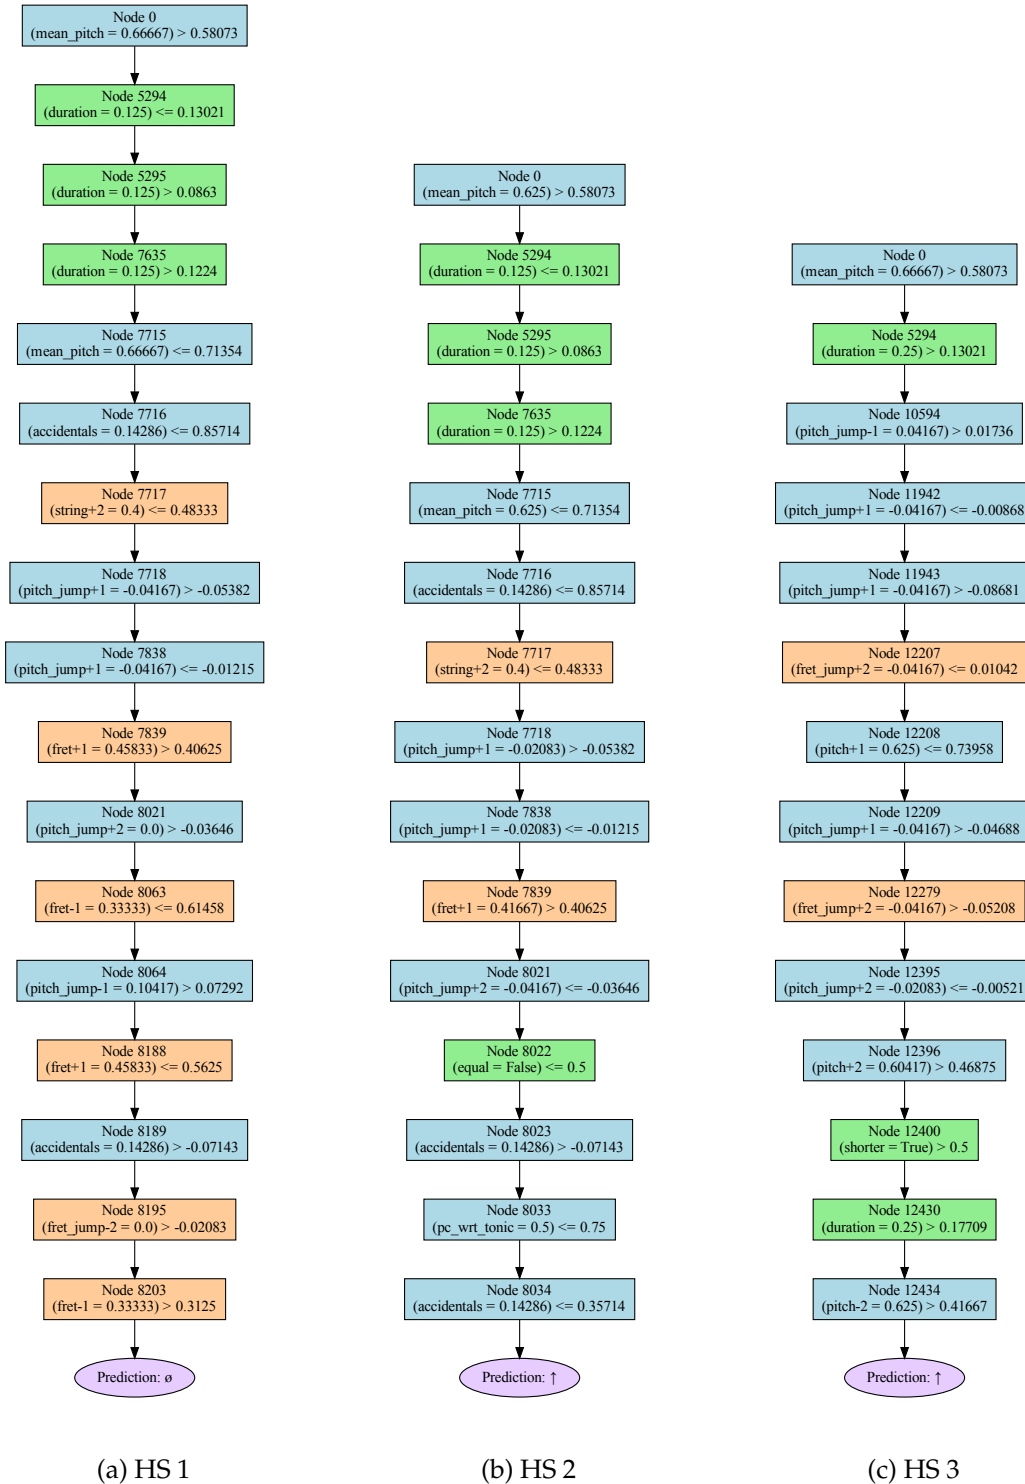 Node 0
(mean_pitch = 0.66667) > 0.58073
Node 5294
(duration = 0.125) <= 0.13021
Node 5295
(duration = 0.125) > 0.0863
Node 7635
(duration = 0.125) > 0.1224
Node 7715
(mean_pitch = 0.66667) <= 0.71354
Node 7716
(accidentals = 0.14286) <= 0.85714
Node 7717
(string+2 = 0.4) <= 0.48333
Node 7718
(pitch_jump+1 = -0.04167) > -0.05382
Node 7838
(pitch_jump+1 = -0.04167) <= -0.01215
Node 7839
(fret+1 = 0.45833) > 0.40625
Node 8021
(pitch_jump+2 = 0.0) > -0.03646
Node 8063
(fret-1 = 0.33333) <= 0.61458
Node 8064
(pitch_jump-1 = 0.10417) > 0.07292
Node 8188
(fret+1 = 0.45833) <= 0.5625
Node 8189
(accidentals = 0.14286) > -0.07143
Node 8195
(fret_jump-2 = 0.0) > -0.02083
Node 8203
(fret-1 = 0.33333) > 0.3125
Prediction: ø
(a) HS 1
Node 0
(mean_pitch = 0.625) > 0.58073
Node 5294
(duration = 0.125) <= 0.13021
Node 5295
(duration = 0.125) > 0.0863
Node 7635
(duration = 0.125) > 0.1224
Node 7715
(mean_pitch = 0.625) <= 0.71354
Node 7716
(accidentals = 0.14286) <= 0.85714
Node 7717
(string+2 = 0.4) <= 0.48333
Node 7718
(pitch_jump+1 = -0.02083) > -0.05382
Node 7838
(pitch_jump+1 = -0.02083) <= -0.01215
Node 7839
(fret+1 = 0.41667) > 0.40625
Node 8021
(pitch_jump+2 = -0.04167) <= -0.03646
Node 8022
(equal = False) <= 0.5
Node 8023
(accidentals = 0.14286) > -0.07143
Node 8033
(pc_wrt_tonic = 0.5) <= 0.75
Node 8034
(accidentals = 0.14286) <= 0.35714
Prediction: ↑
(b) HS 2
Node 0
(mean_pitch = 0.66667) > 0.58073
Node 5294
(duration = 0.25) > 0.13021
Node 10594
(pitch_jump-1 = 0.04167) > 0.01736
Node 11942
(pitch_jump+1 = -0.04167) <= -0.00868
Node 11943
(pitch_jump+1 = -0.04167) > -0.08681
Node 12207
(fret_jump+2 = -0.04167) <= 0.01042
Node 12208
(pitch+1 = 0.625) <= 0.73958
Node 12209
(pitch_jump+1 = -0.04167) > -0.04688
Node 12279
(fret_jump+2 = -0.04167) > -0.05208
Node 12395
(pitch_jump+2 = -0.02083) <= -0.00521
Node 12396
(pitch+2 = 0.60417) > 0.46875
Node 12400
(shorter = True) > 0.5
Node 12430
(duration = 0.25) > 0.17709
Node 12434
(pitch-2 = 0.625) > 0.41667
Prediction: ↑
(c) HS 3